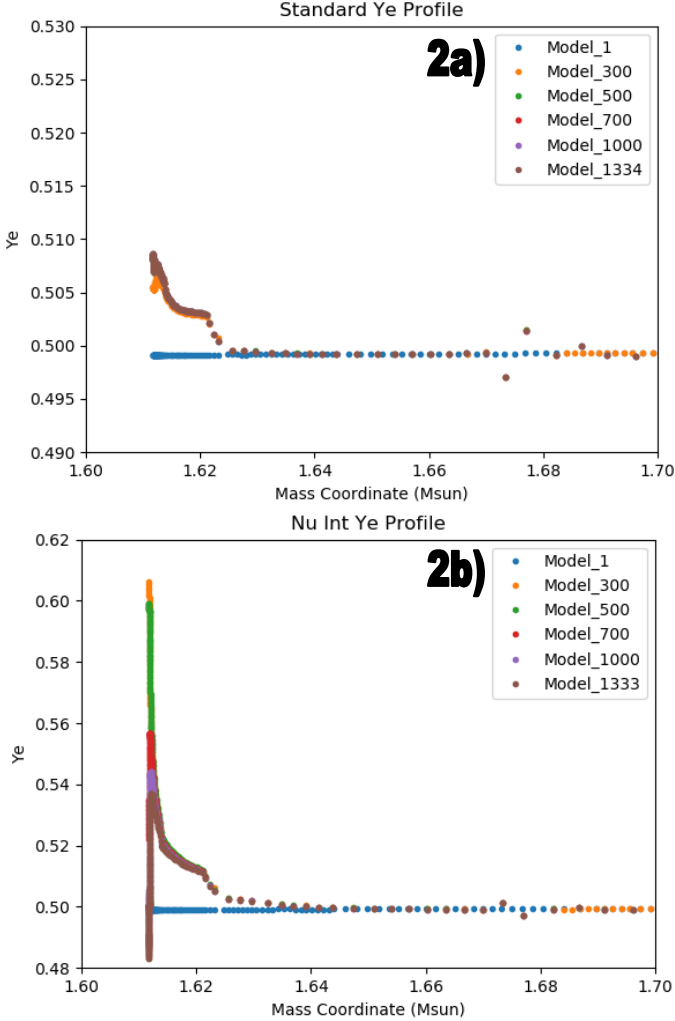 Standard Ye Profile
2a)
Model_1
Model_300
Model_500
Model_700
Model_1000
Model_1334
0.530
0.525
0.520
0.515
0.510
0.505
0.500
0.495
0.490
Ye
1.60 1.62 1.64 1.66 1.68 1.70
Mass Coordinate (Msun)
Nu Int Ye Profile
2b)
Model_1
Model_300
Model_500
Model_700
Model_1000
Model_1333
0.62
0.60
0.58
0.56
0.54
0.52
0.50
0.48
Ye
1.60 1.62 1.64 1.66 1.68 1.70
Mass Coordinate (Msun)